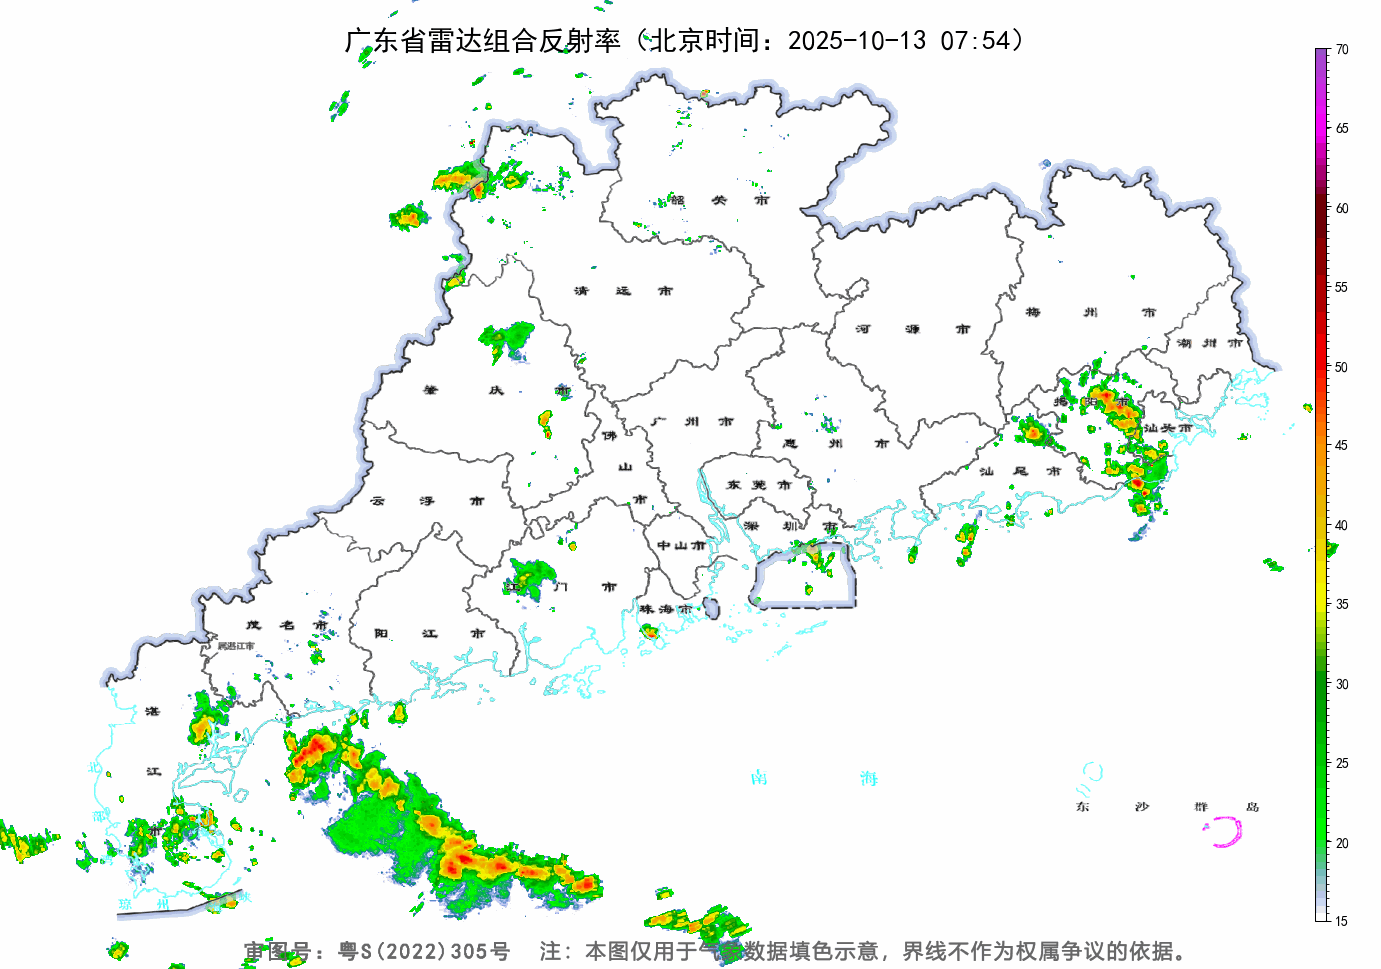 广东省雷达组合反射率（北京时间：2025-10-13 07:54）
70
65
60
55
50
45
40
35
30
25
20
15
韶关市
清远市
河源市
梅州市
潮州市
肇庆市
揭阳市
广州市
佛山市
惠州市
汕头市
云浮市
东莞市
汕尾市
深圳市
中山市
江门市
珠海市
茂名市
阳江市
属湛江市
湛江市
北部
南海
东沙群岛
琼州峡
审图号：粤S(2022)305号 注：本图仅用于气象数据填色示意，界线不作为权属争议的依据。